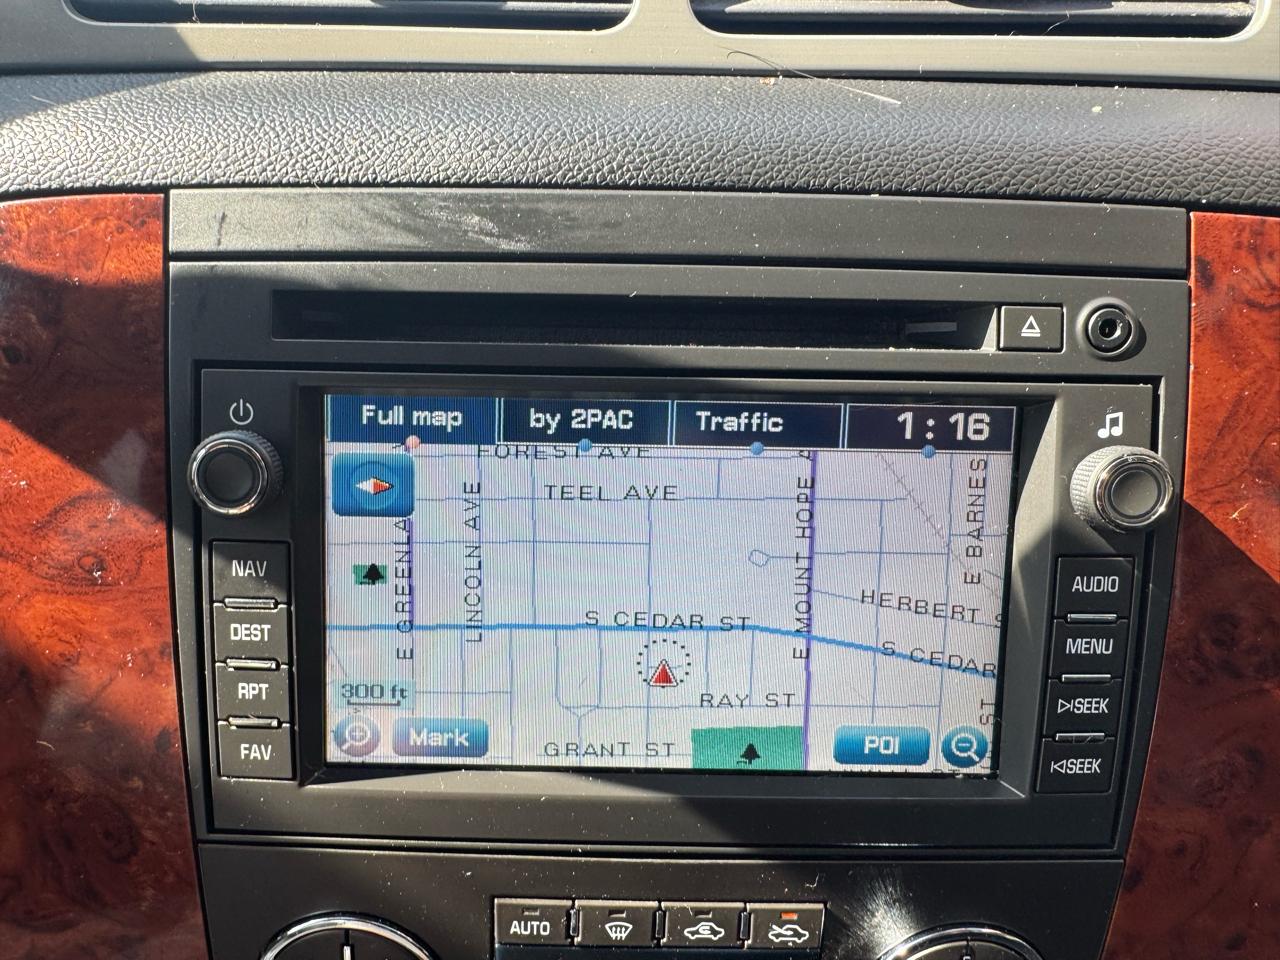 Full map
by 2PAC
Traffic
1:16
FOREST AVE
TEEL AVE
LINCOLN AVE
E MOUNT HOPE A
E BARNES
E GREENLA
HERBERT S
S CEDAR ST
S CEDAR
300 ft
RAY ST
ST
Mark
GRANT ST
POI
NAV
DEST
RPT
FAV
AUDIO
MENU
SEEK
SEEK
AUTO